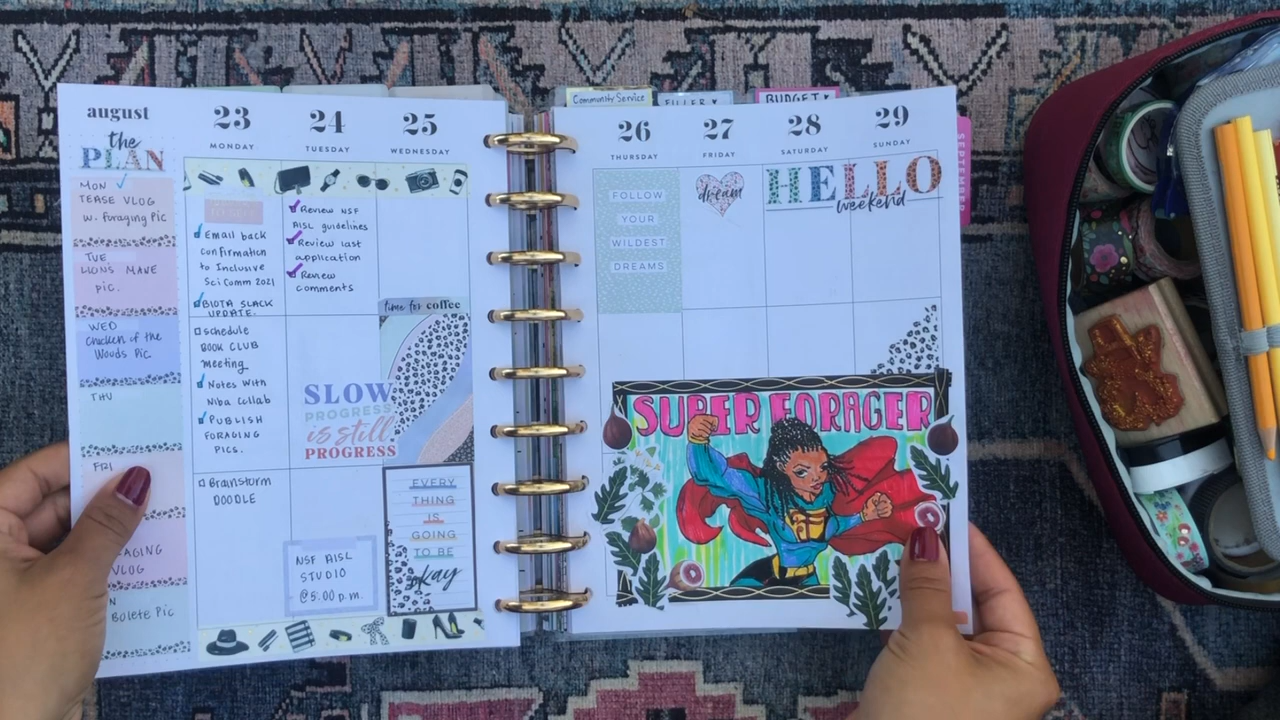 Community Service
FILLER
BUDGET
SEPTEMBER
august
the
PLAN
MON
TEASE VLOG
w. Foraging Pic
TUE
LIONS MANE
pic.
WED
Chicken of the
Woods Pic.
THU
FRI
VLOG
Bolete Pic
23
MONDAY
Email back
confirmation
to Inclusive
Sci Comm 2021
BIOTA SLACK
UPDATE.
schedule
BOOK CLUB
meeting
Notes with
Niba Collab
PUBLISH
FORAGING
PICS.
Brainstorm
DOODLE
24
TUESDAY
Review NSF
AISL guidelines
Review last
application
Review
comments
SLOW
PROGRESS
is still
PROGRESS
NSF AISL
STUDIO
@5:00 p.m.
25
WEDNESDAY
time for coffee
EVERY
THING
IS
GOING
TO BE
okay
26
THURSDAY
FOLLOW
YOUR
WILDEST
DREAMS
27
FRIDAY
dream
28
SATURDAY
29
SUNDAY
HELLO
weekend
SUPER FORAGER